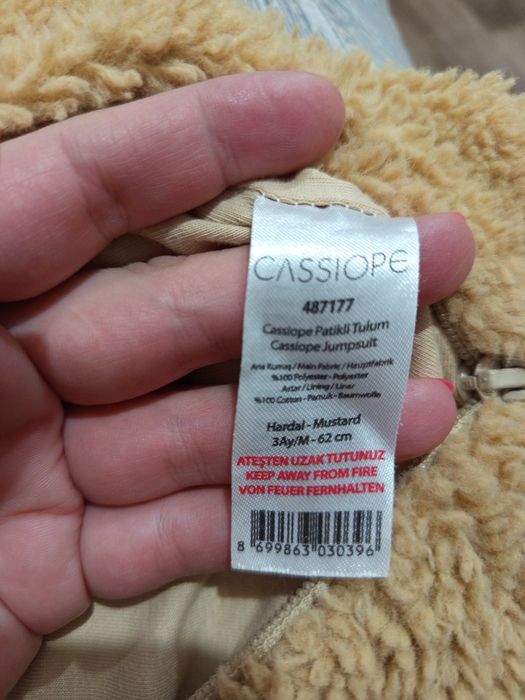 CASSIOPE
487177
Cassiope Patikli Tulum
Cassiope Jumpsuit
Ana Kumaş / Main Fabric / Hauptfabrik
%100 Polyester - Polyester
Astar / Lining / Liner
%100 Cotton - Pamuk - Baumwolle
Hardal - Mustard
3Ay/M - 62 cm
ATEŞTEN UZAK TUTUNUZ
KEEP AWAY FROM FIRE
VON FEUER FERNHALTEN
8 699863 030396